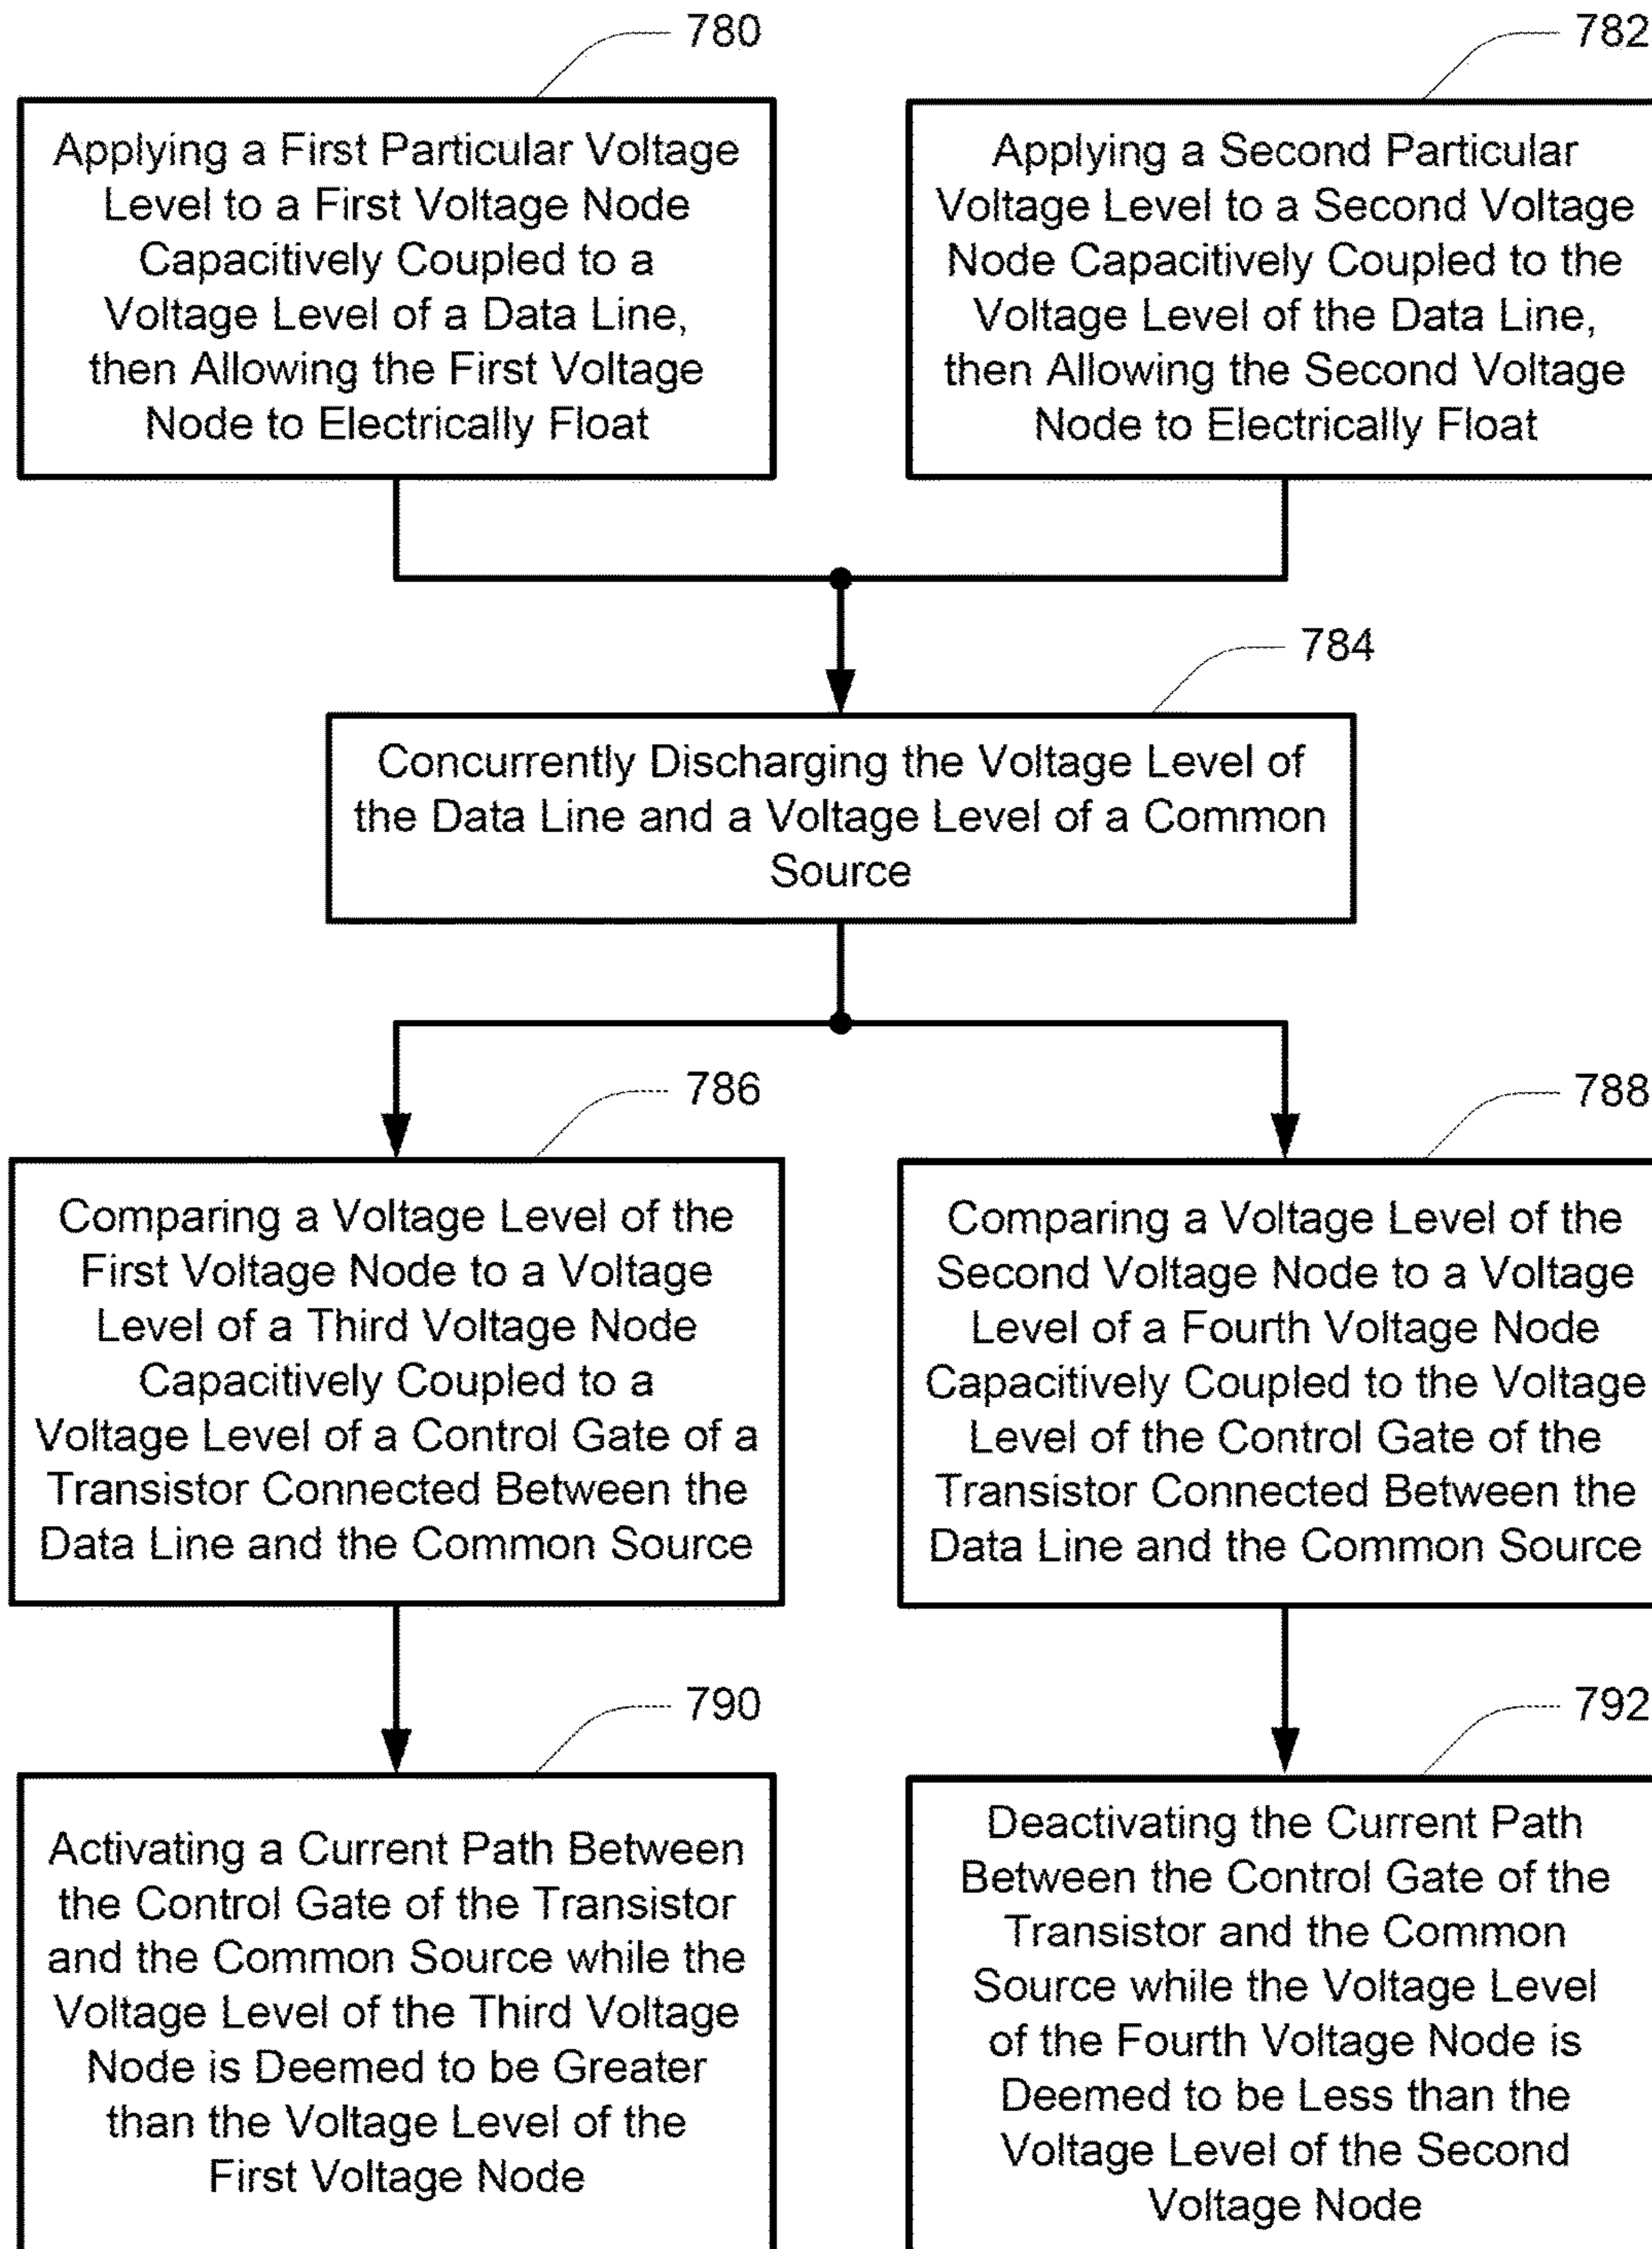 780
Applying a First Particular Voltage
Level to a First Voltage Node
Capacitively Coupled to a
Voltage Level of a Data Line,
then Allowing the First Voltage
Node to Electrically Float
782
Applying a Second Particular
Voltage Level to a Second Voltage
Node Capacitively Coupled to the
Voltage Level of the Data Line,
then Allowing the Second Voltage
Node to Electrically Float
784
Concurrently Discharging the Voltage Level of
the Data Line and a Voltage Level of a Common
Source
786
Comparing a Voltage Level of the
First Voltage Node to a Voltage
Level of a Third Voltage Node
Capacitively Coupled to a
Voltage Level of a Control Gate of a
Transistor Connected Between the
Data Line and the Common Source
788
Comparing a Voltage Level of the
Second Voltage Node to a Voltage
Level of a Fourth Voltage Node
Capacitively Coupled to the Voltage
Level of the Control Gate of the
Transistor Connected Between the
Data Line and the Common Source
790
Activating a Current Path Between
the Control Gate of the Transistor
and the Common Source while the
Voltage Level of the Third Voltage
Node is Deemed to be Greater
than the Voltage Level of the
First Voltage Node
792
Deactivating the Current Path
Between the Control Gate of the
Transistor and the Common
Source while the Voltage Level
of the Fourth Voltage Node is
Deemed to be Less than the
Voltage Level of the Second
Voltage Node